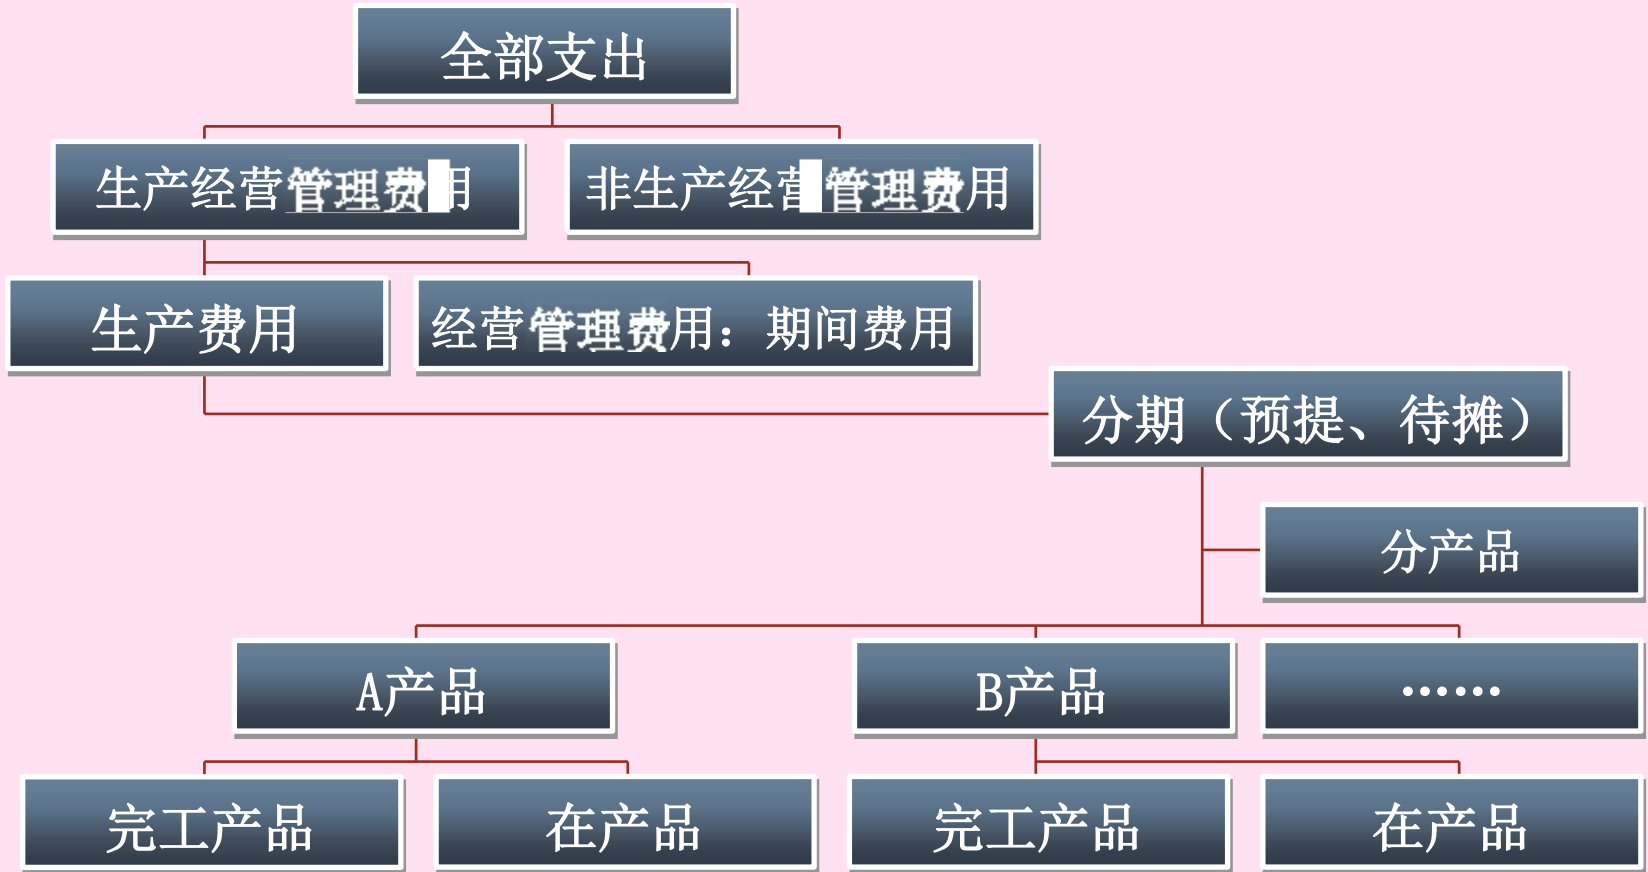 全部支出
生产经营管理费用
非生产经营管理费用
生产费用
经营管理费用：期间费用
分期（预提、待摊）
分产品
A产品
B产品
……
完工产品
在产品
完工产品
在产品